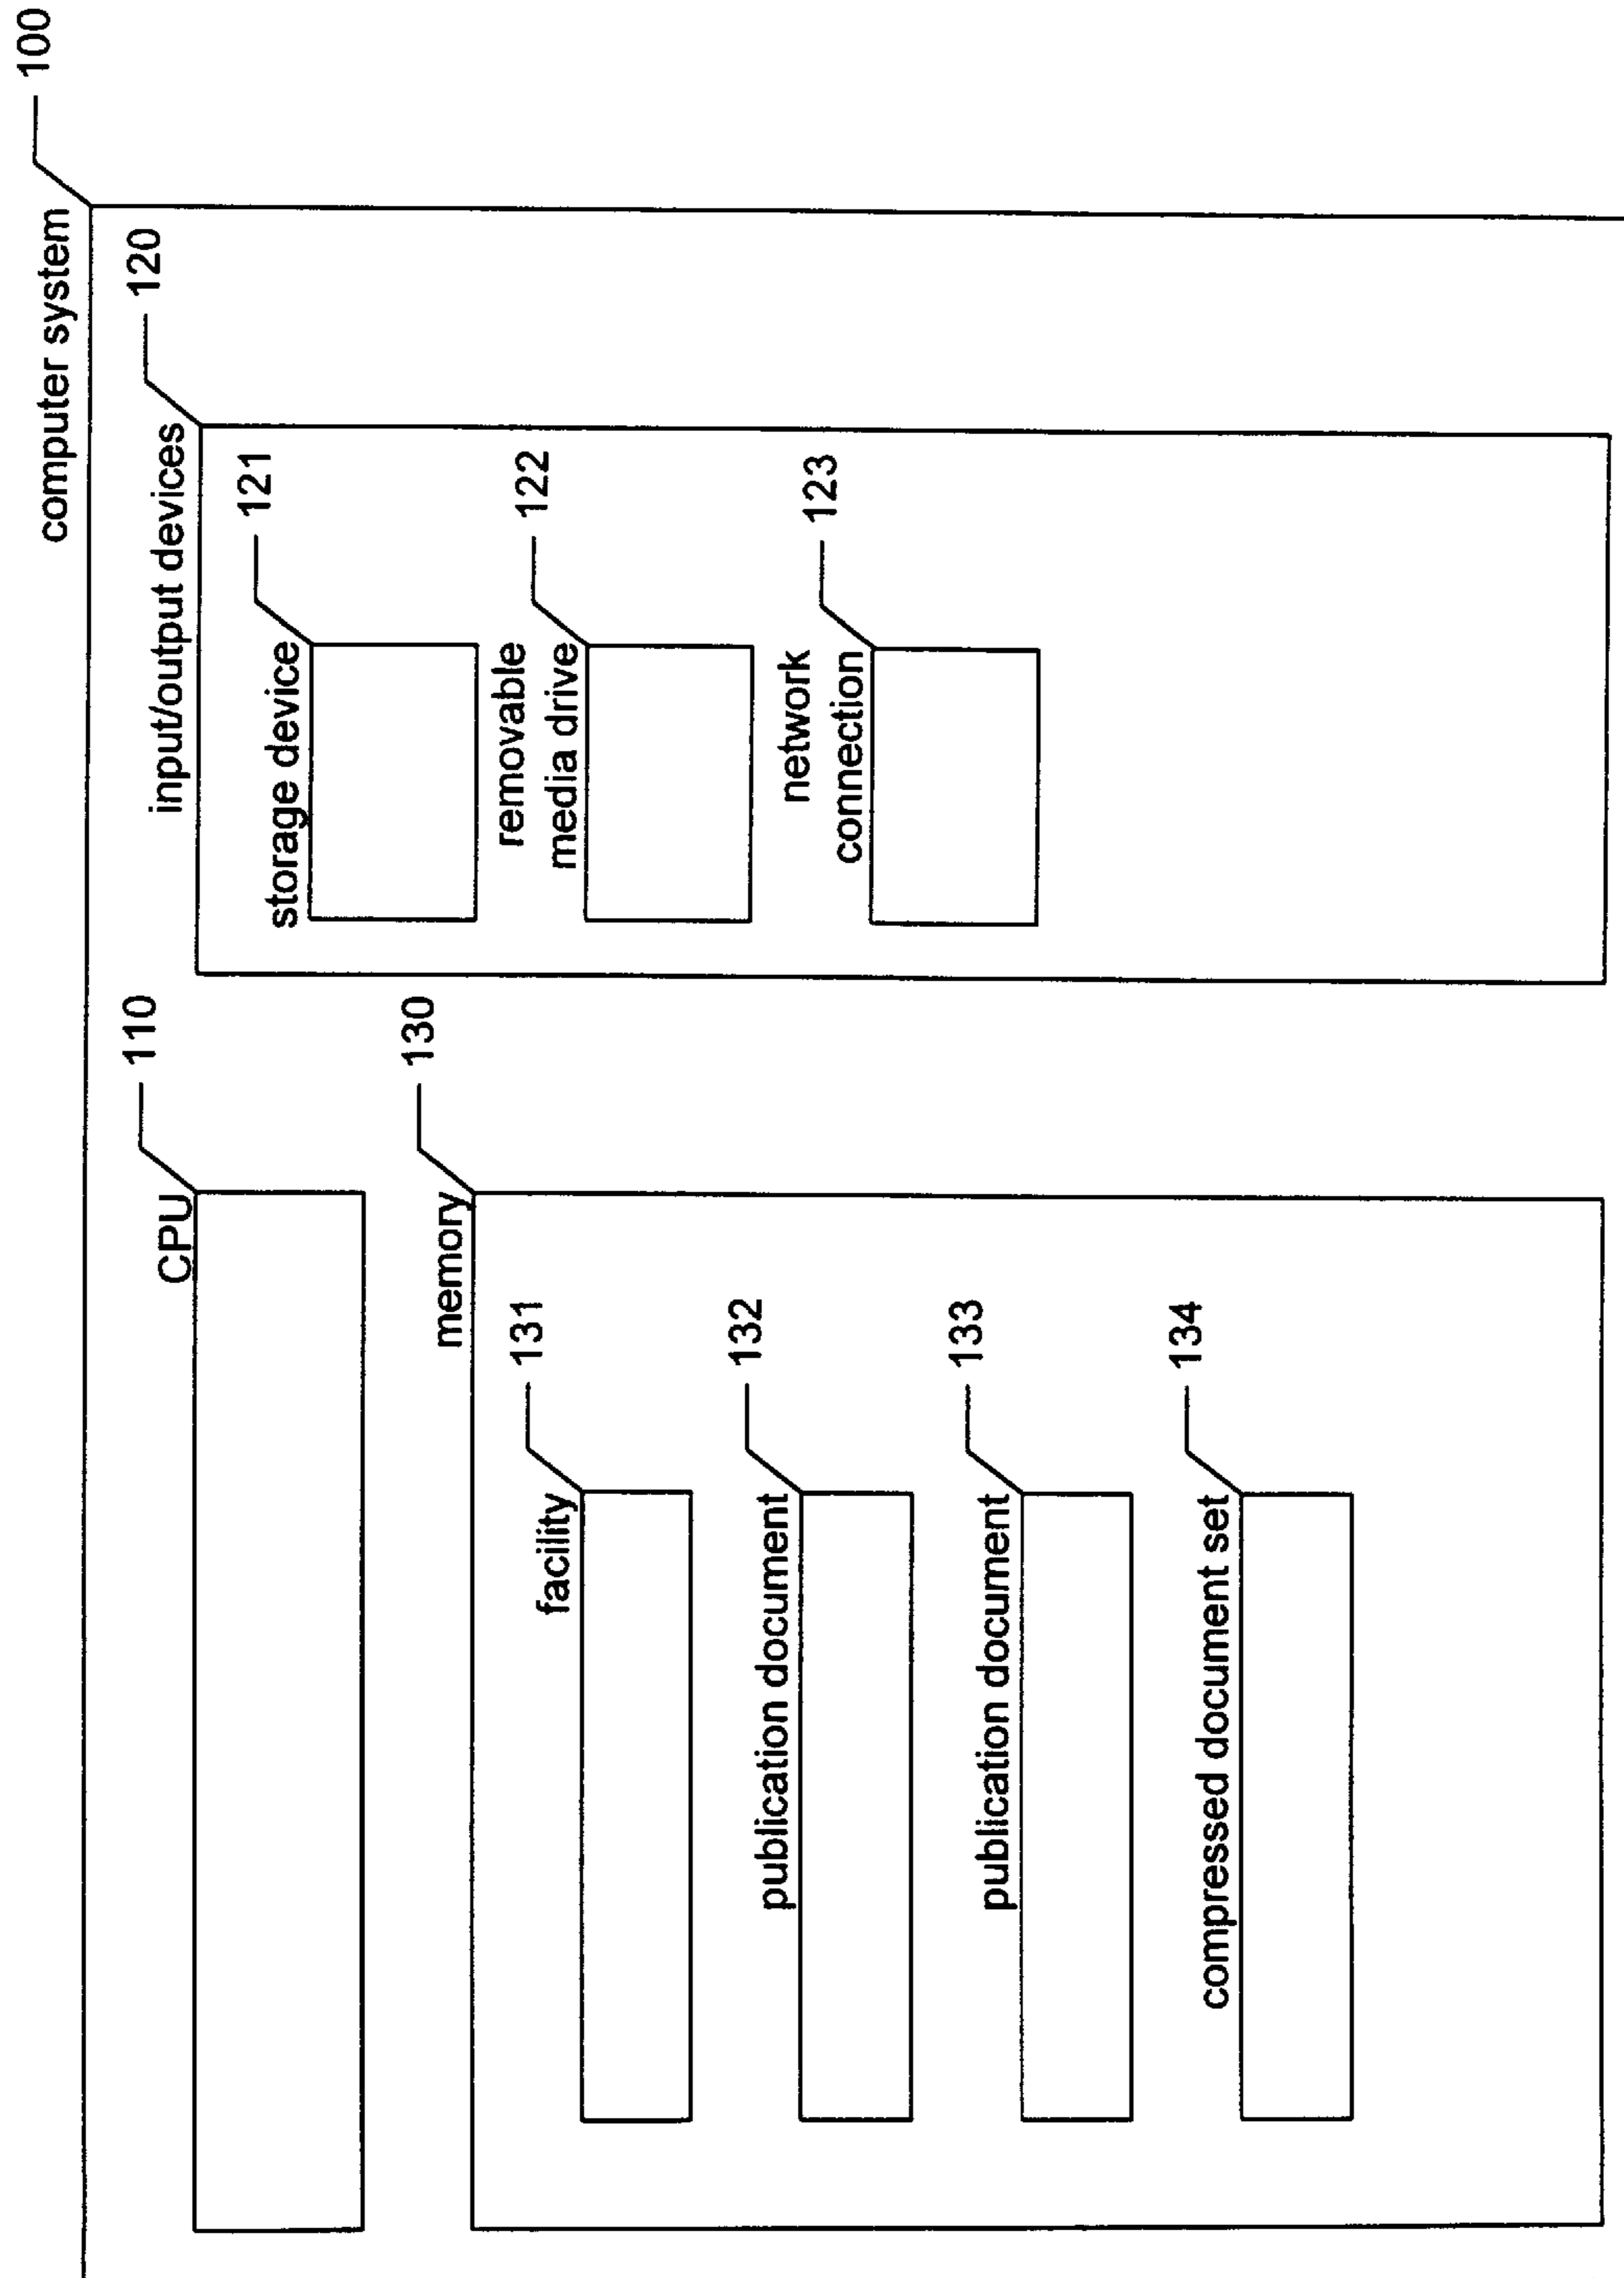 100
computer system
110
CPU
120
input/output devices
121
storage device
122
removable
media drive
123
network
connection
130
memory
131
facility
132
publication document
133
publication document
134
compressed document set